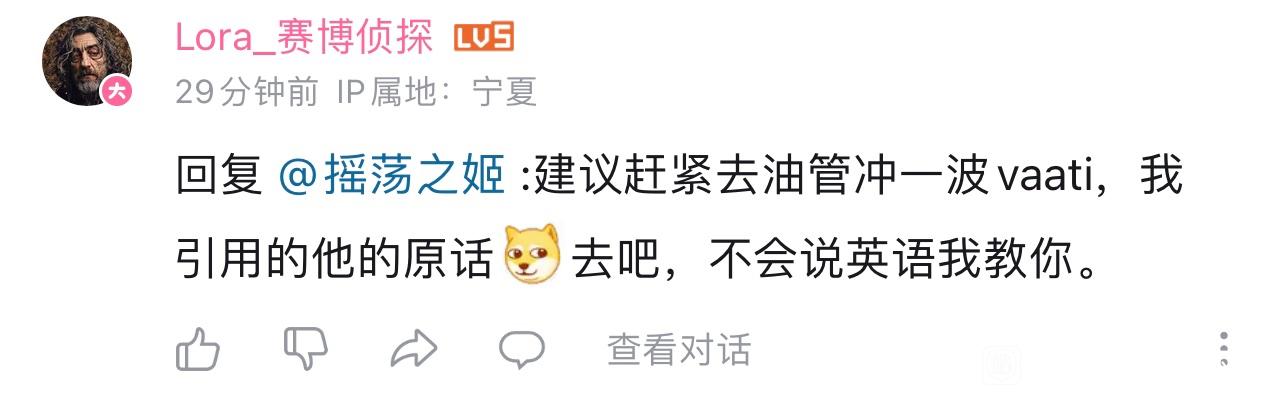 Lora_赛博侦探 LV5
大
29分钟前 IP属地：宁夏
回复 @摇荡之姬 :建议赶紧去油管冲一波vaati，我
引用的他的原话 去吧，不会说英语我教你。
查看对话